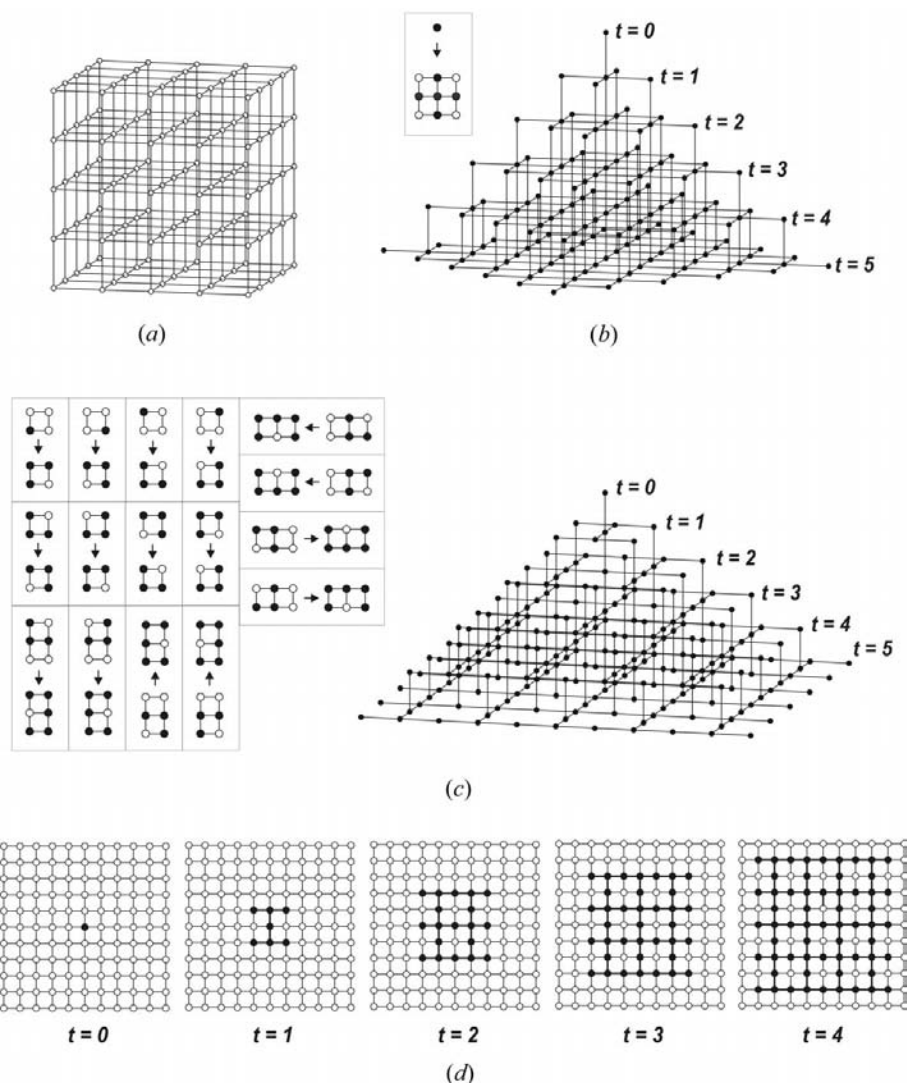 t = 0
t = 1
t = 2
t = 3
t = 4
t = 5
(a)
(b)
t = 0
t = 1
t = 2
t = 3
t = 4
t = 5
(c)
t = 0 t = 1 t = 2 t = 3 t = 4
(d)